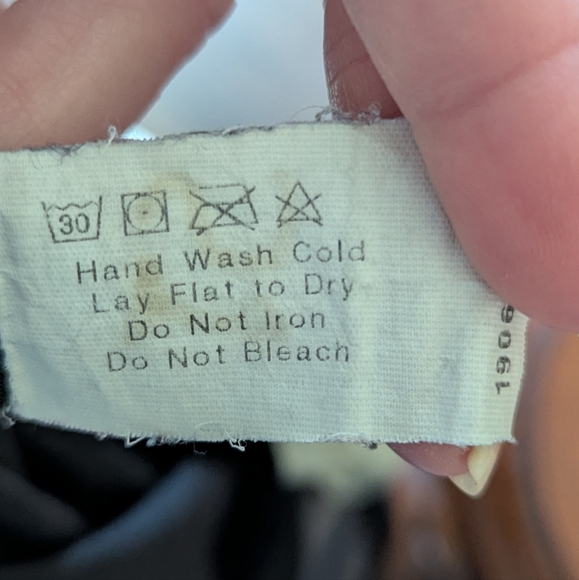 30
Hand Wash Cold
Lay Flat to Dry
Do Not Iron
Do Not Bleach
1906